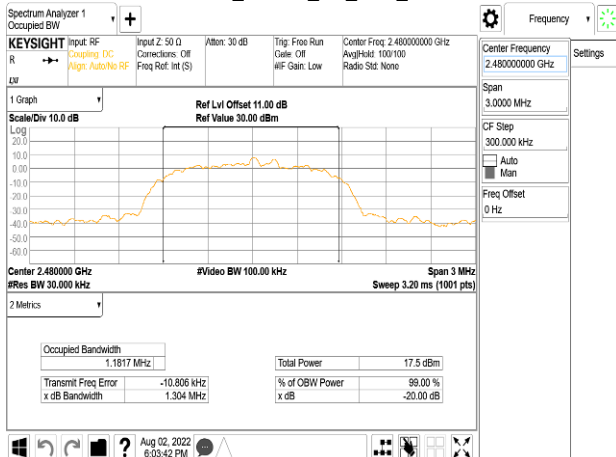 Spectrum Analyzer 1
Occupied BW
Frequency
KEYSIGHT
R
Input: RF
Coupling: DC
Align: Auto/No RF
Input Z: 50 Ω
Corrections: Off
Freq Ref: Int (S)
Atten: 30 dB
Trig: Free Run
Gate: Off
#IF Gain: Low
Center Freq: 2.480000000 GHz
Avg|Hold: 100/100
Radio Std: None
Center Frequency
2.480000000 GHz
Settings
Span
3.0000 MHz
CF Step
300.000 kHz
Auto
Man
Freq Offset
0 Hz
1 Graph
Scale/Div 10.0 dB
Ref Lvl Offset 11.00 dB
Ref Value 30.00 dBm
Log
20.0
10.0
0.00
-10.0
-20.0
-30.0
-40.0
-50.0
-60.0
Center 2.480000 GHz
#Res BW 30.000 kHz
#Video BW 100.00 kHz
Span 3 MHz
Sweep 3.20 ms (1001 pts)
2 Metrics
Occupied Bandwidth
1.1817 MHz
Total Power 17.5 dBm
Transmit Freq Error -10.806 kHz
% of OBW Power 99.00 %
x dB Bandwidth 1.304 MHz
x dB -20.00 dB
?
Aug 02, 2022
6:03:42 PM